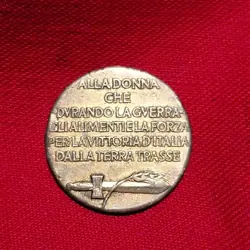 ALLA DONNA
CHE
DVRANDO LA GVERRA
GLI ALIMENTI E LA FORZA
PER LA VITTORIA D'ITALIA
DALLA TERRA TRASSE